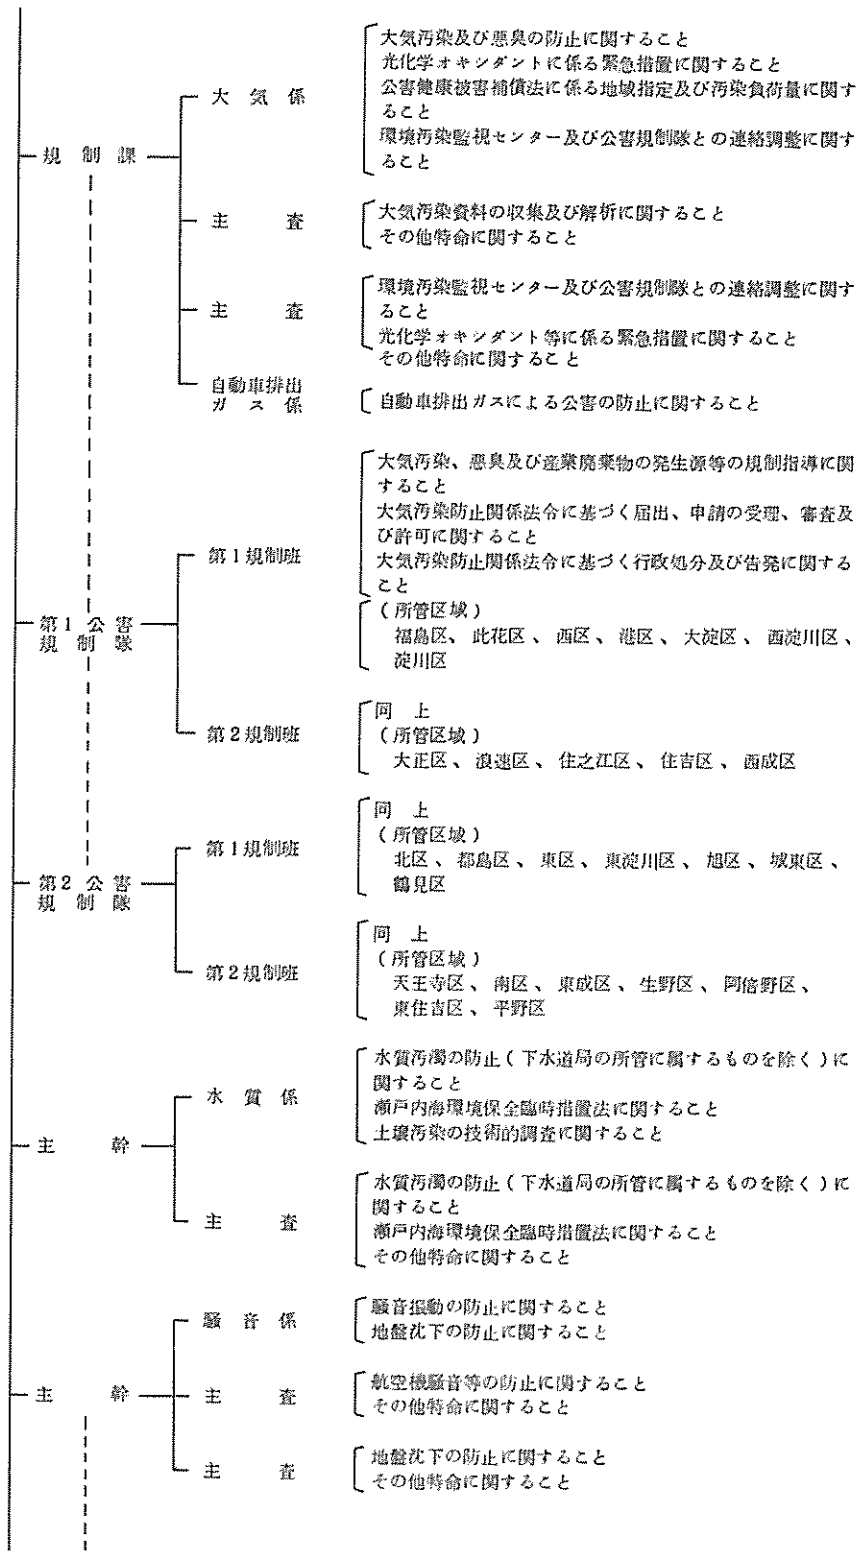 規制課
大気係
大気汚染及び悪臭の防止に関すること
光化学オキシダントに係る緊急措置に関すること
公害健康被害補償法に係る地域指定及び汚染負荷量に関す
ること
環境汚染監視センター及び公害規制隊との連絡調整に関す
ること
主査
大気汚染資料の収集及び解析に関すること
その他特命に関すること
主査
環境汚染監視センター及び公害規制隊との連絡調整に関す
ること
光化学オキシダント等に係る緊急措置に関すること
その他特命に関すること
自動車排出
ガス係
自動車排出ガスによる公害の防止に関すること
第1公害
規制隊
第1規制班
大気汚染、悪臭及び産業廃棄物の発生源等の規制指導に関
すること
大気汚染防止関係法令に基づく届出、申請の受理、審査及
び許可に関すること
大気汚染防止関係法令に基づく行政処分及び告発に関する
こと
(所管区域)
福島区、此花区、西区、港区、大淀区、西淀川区、
淀川区
第2規制班
同上
(所管区域)
大正区、浪速区、住之江区、住吉区、西成区
第2公害
規制隊
第1規制班
同上
(所管区域)
北区、都島区、東区、東淀川区、旭区、城東区、
鶴見区
第2規制班
同上
(所管区域)
天王寺区、南区、東成区、生野区、阿倍野区、
東住吉区、平野区
主幹
水質係
水質汚濁の防止(下水道局の所管に属するものを除く)に
関すること
瀬戸内海環境保全臨時措置法に関すること
土壌汚染の技術的調査に関すること
主査
水質汚濁の防止(下水道局の所管に属するものを除く)に
関すること
瀬戸内海環境保全臨時措置法に関すること
その他特命に関すること
主幹
騒音係
騒音振動の防止に関すること
地盤沈下の防止に関すること
主査
航空機騒音等の防止に関すること
その他特命に関すること
主査
地盤沈下の防止に関すること
その他特命に関すること